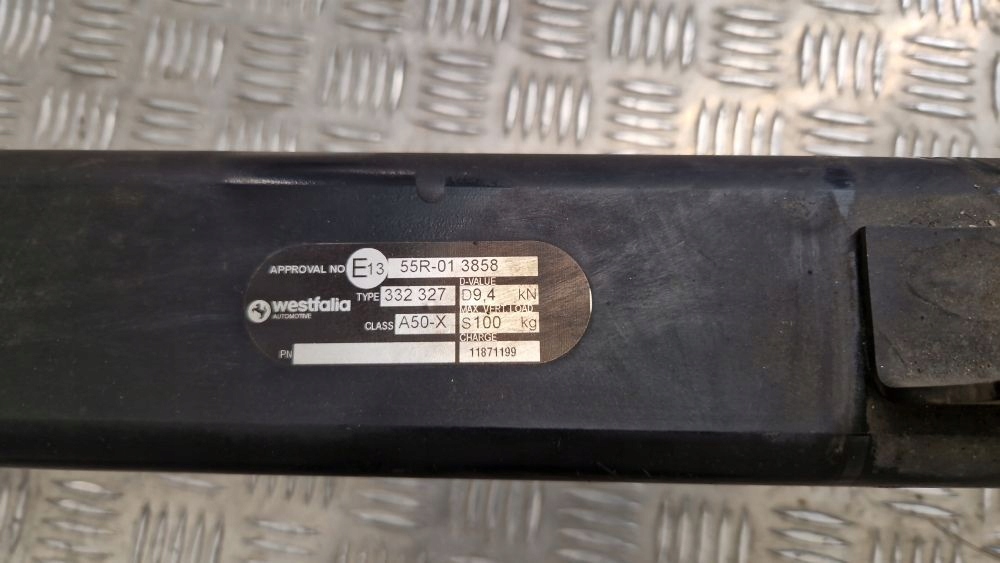 APPROVAL NO E13 55R-01 3858
D-VALUE
TYPE 332 327 D9,4 kN
westfalia
AUTOMOTIVE
MAX VERT.LOAD
CLASS A50-X S100 kg
CHARGE
PN 11871199